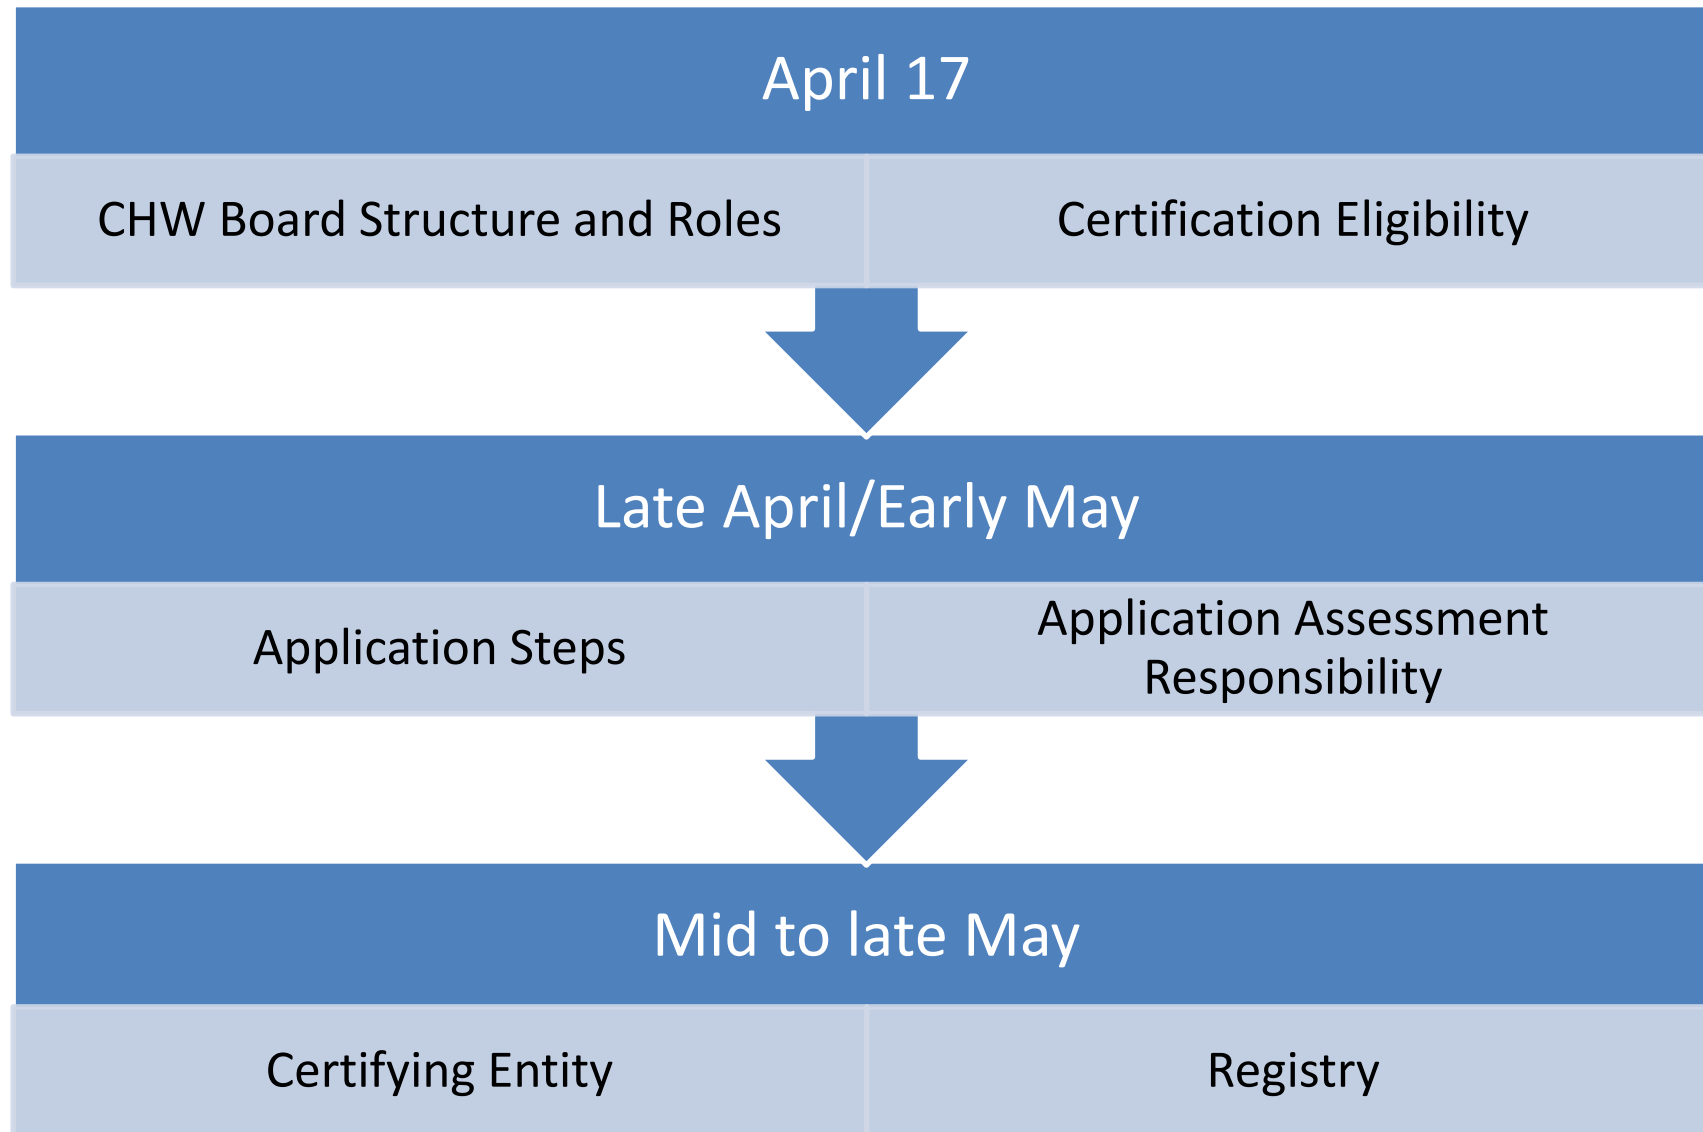 April 17
CHW Board Structure and Roles
Certification Eligibility
Late April/Early May
Application Steps
Application Assessment
Responsibility
Mid to late May
Certifying Entity
Registry